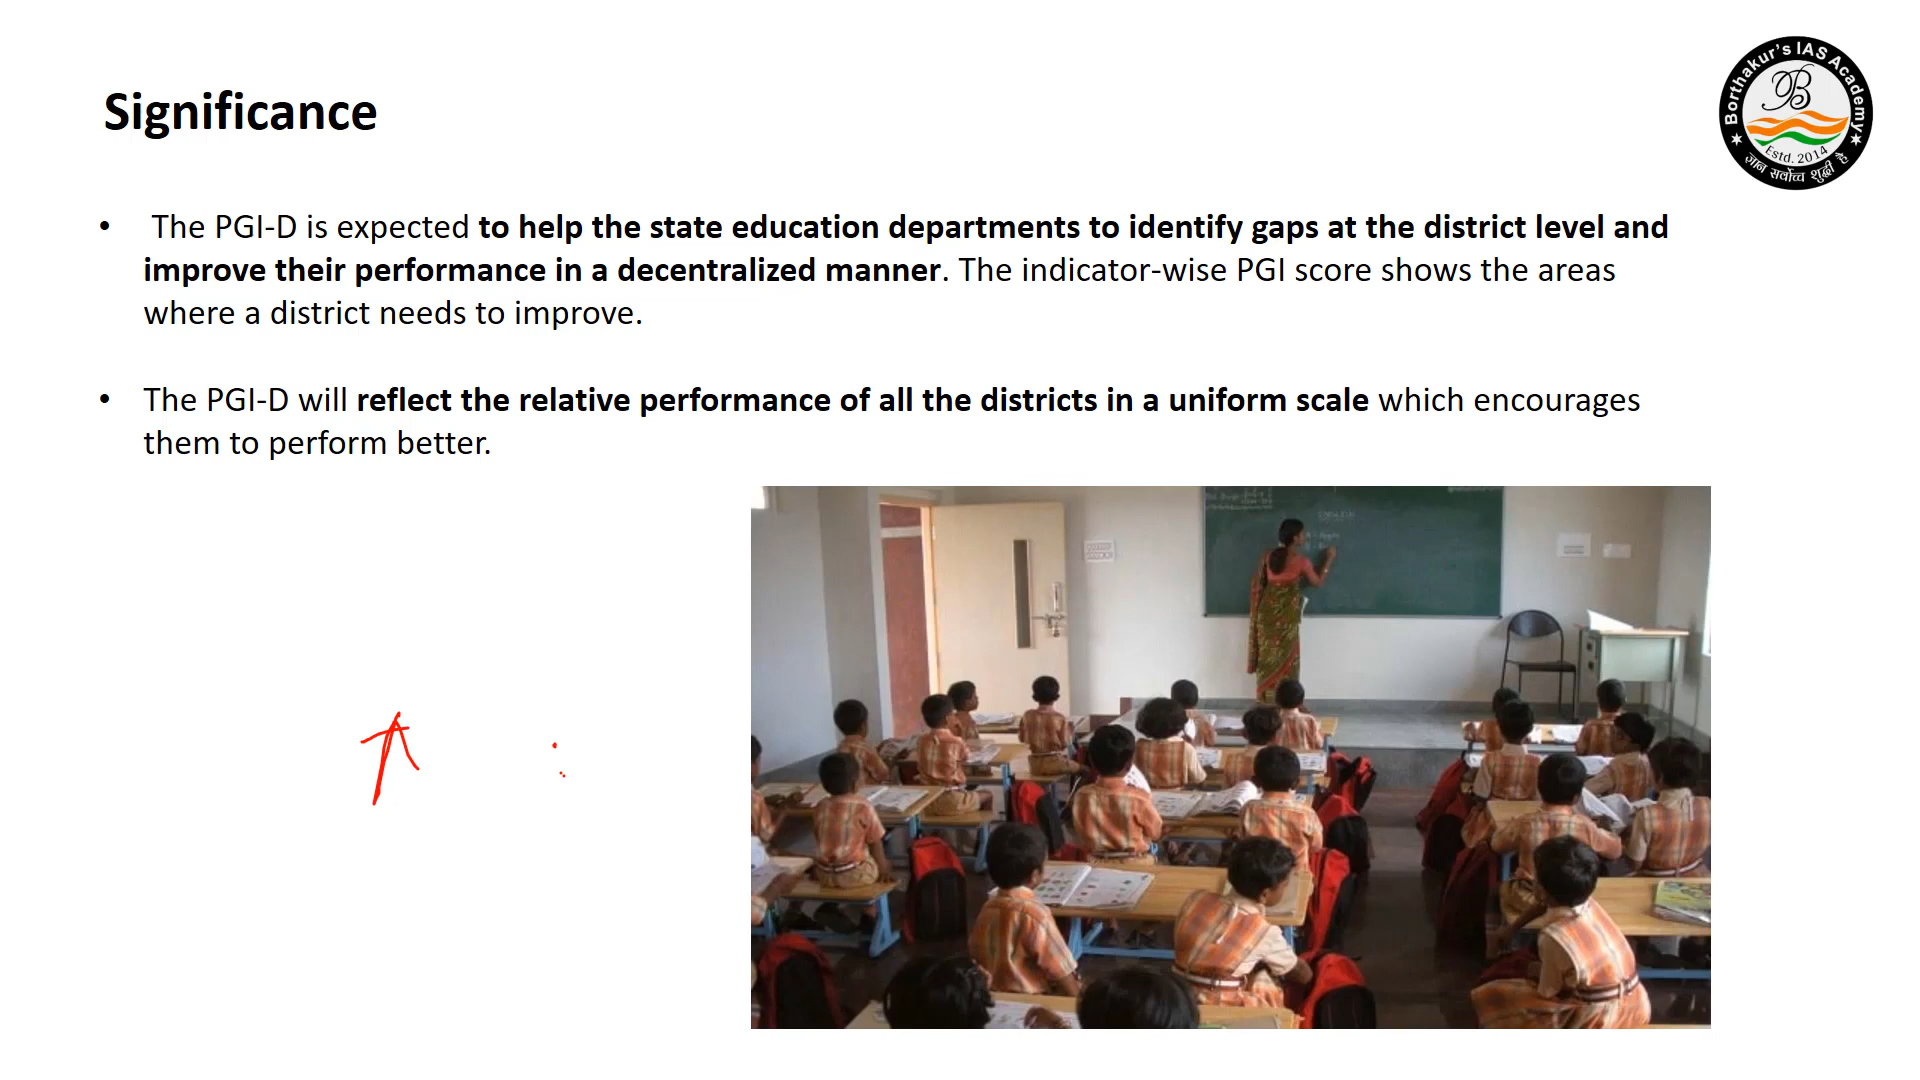 Significance
Borthakur's IAS Academy
Estd. 2014
ज्ञान सर्वोच्च शुद्धी है
• The PGI-D is expected to help the state education departments to identify gaps at the district level and
improve their performance in a decentralized manner. The indicator-wise PGI score shows the areas
where a district needs to improve.
• The PGI-D will reflect the relative performance of all the districts in a uniform scale which encourages
them to perform better.